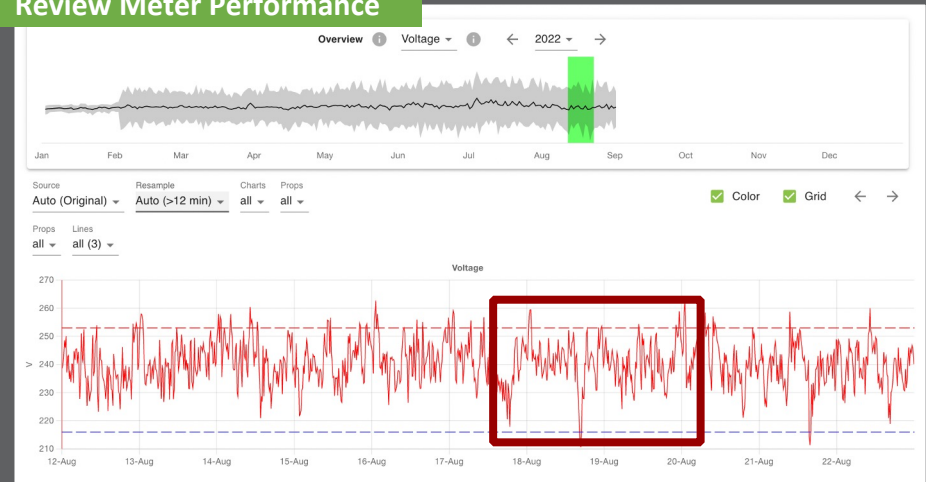 Review Meter Performance
Overview i Voltage i ← 2022 →
Jan Feb Mar Apr May Jun Jul Aug Sep Oct Nov Dec
Source Resample Charts Props
Auto (Original) Auto (>12 min) all all
Color Grid ← →
Props Lines
all all (3)
Voltage
270
260
250
240
230
220
210
V
12-Aug 13-Aug 14-Aug 15-Aug 16-Aug 17-Aug 18-Aug 19-Aug 20-Aug 21-Aug 22-Aug